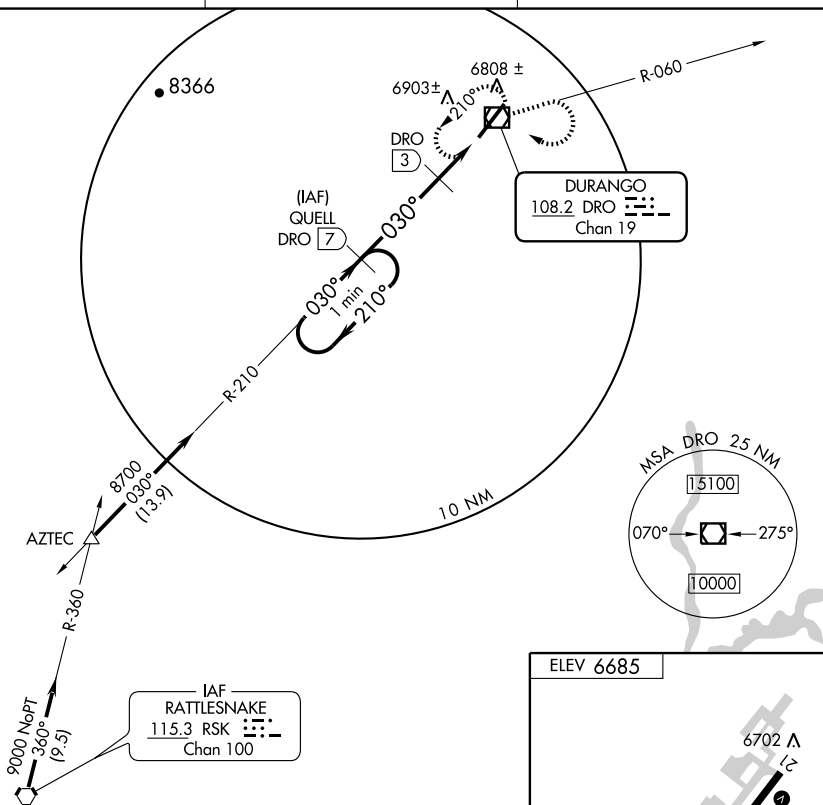 8366
6903±
6808 ±
210°
R-060
DRO
3
DURANGO
108.2 DRO
Chan 19
(IAF)
QUELL
DRO 7
030°
030°
1 min
210°
R-210
8700
030°
(13.9)
10 NM
AZTEC
R-360
MSA DRO 25 NM
15100
070°
275°
10000
9000 NoPT
360°
(9.5)
IAF
RATTLESNAKE
115.3 RSK
Chan 100
ELEV 6685
6702
21
V